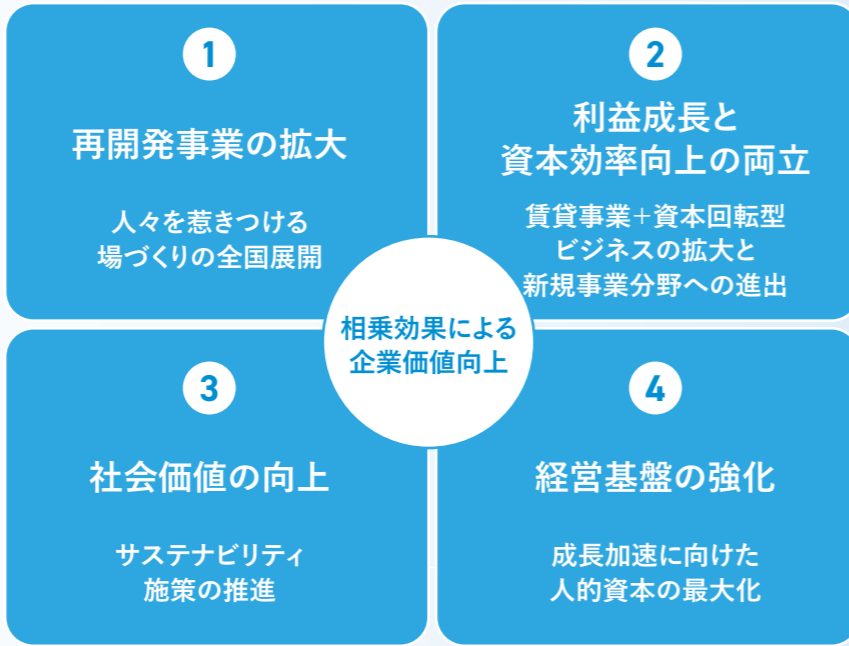 1
再開発事業の拡大
人々を惹きつける
場づくりの全国展開
2
利益成長と
資本効率向上の両立
賃貸事業＋資本回転型
ビジネスの拡大と
新規事業分野への進出
相乗効果による
企業価値向上
3
社会価値の向上
サステナビリティ
施策の推進
4
経営基盤の強化
成長加速に向けた
人的資本の最大化